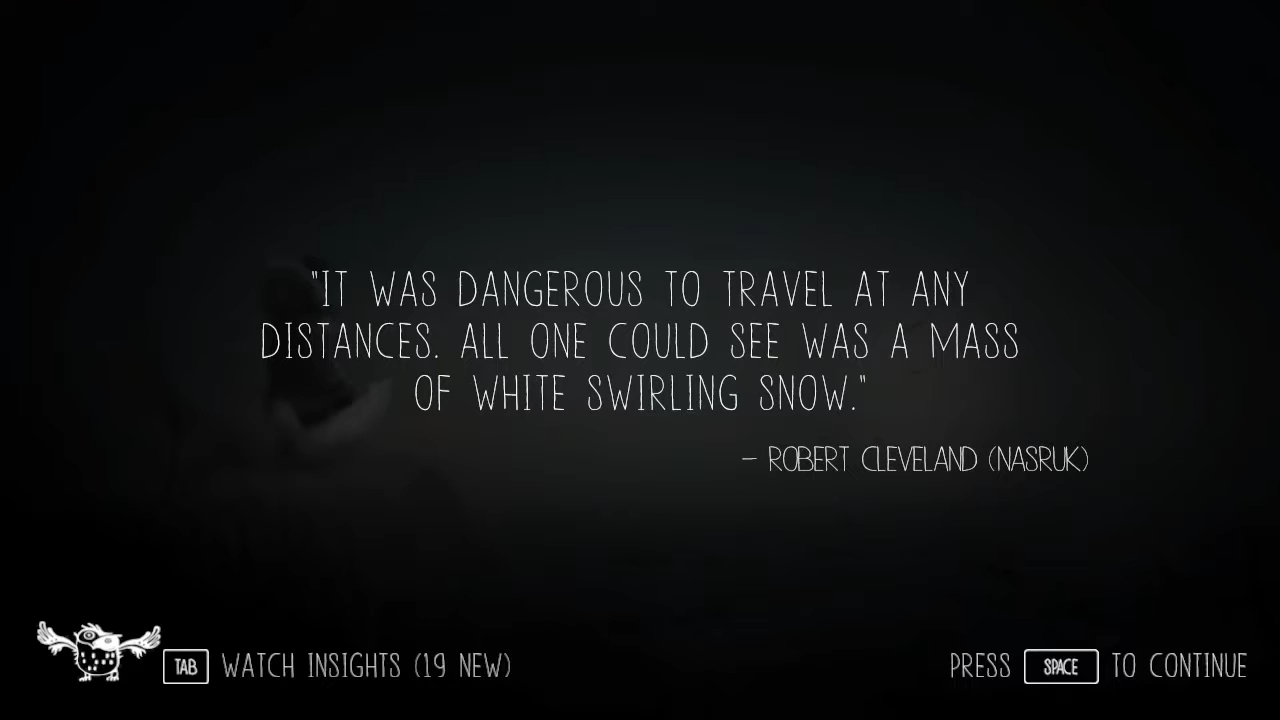 "IT WAS DANGEROUS TO TRAVEL AT ANY
DISTANCES. ALL ONE COULD SEE WAS A MASS
OF WHITE SWIRLING SNOW."
- ROBERT CLEVELAND (NASRUK)
TAB WATCH INSIGHTS (19 NEW)
PRESS SPACE TO CONTINUE